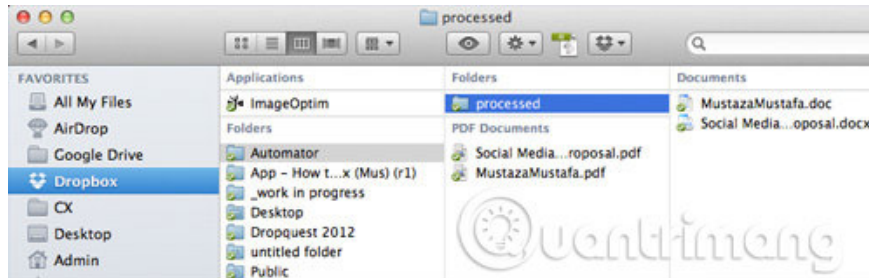 processed
FAVORITES
All My Files
AirDrop
Google Drive
Dropbox
CX
Desktop
Admin
Applications
ImageOptim
Folders
Automator
App – How t...x (Mus) (r1)
_work in progress
Desktop
Dropquest 2012
untitled folder
Public
Folders
processed
PDF Documents
Social Media...roposal.pdf
MustazaMustafa.pdf
Documents
MustazaMustafa.doc
Social Media...oposal.docx
Quantrimang